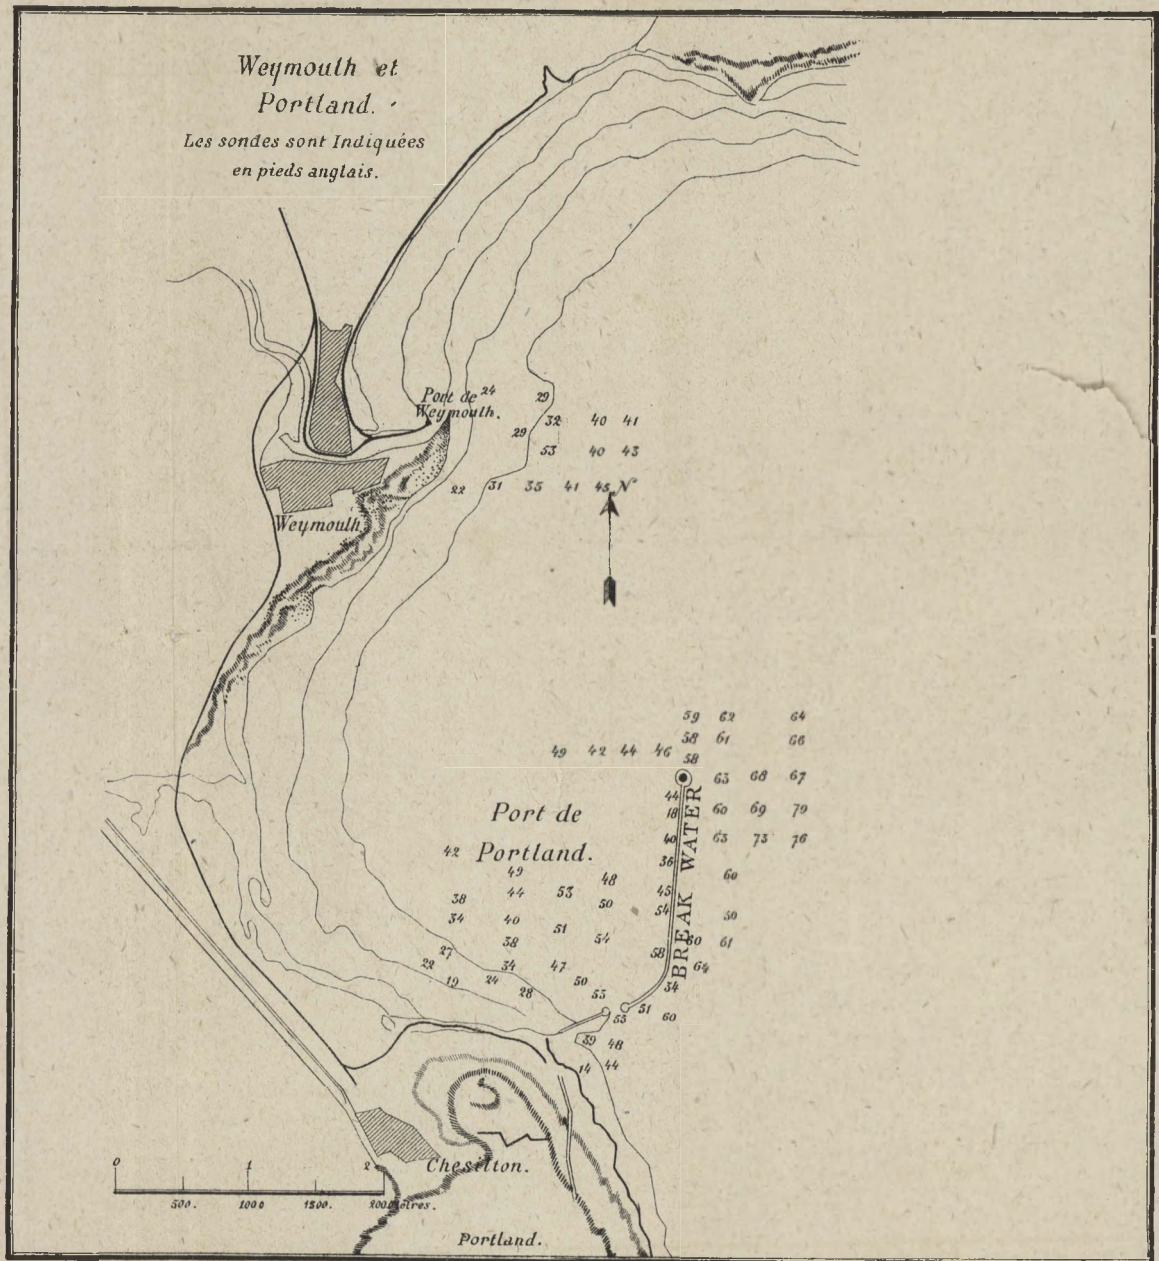 Weymouth et
Portland.
Les sondes sont Indiquées
en pieds anglais.
Port de 24
Weymouth.
29
32 40 41
29
53 40 43
22 31 35 41 45 N
Weymouth
59 62 64
58 61 66
49 42 44 46 58
63 68 67
44
18 60 69 70
40 63 73 76
36
BREAK WATER
Port de
42 Portland.
49 48 60
38 44 53 50 45
34 40 54 50
51
38 54 60 61
27 58
22 34 47 64
19 24 50 34
28 53
51
55 60
39 48
14 44
Chesilton.
0 1 2
500. 1000 1500. 2000 Mètres.
Portland.